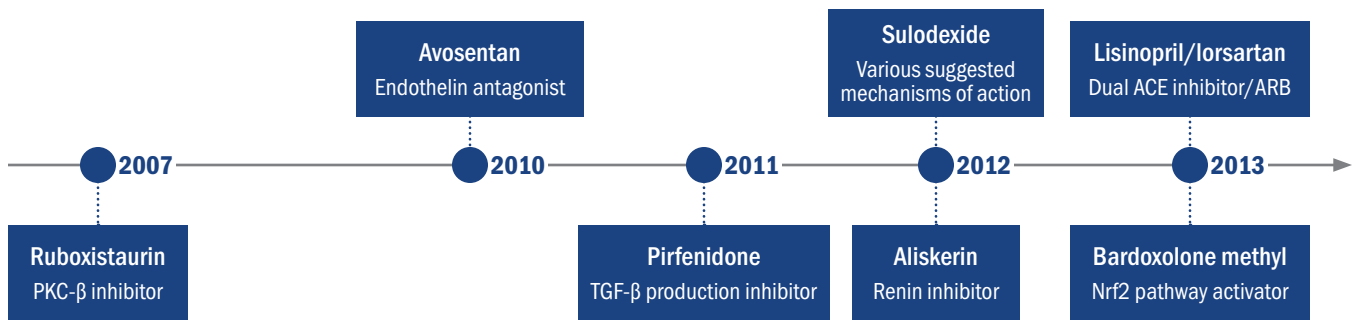 Avosentan
Endothelin antagonist
Sulodexide
Various suggested
mechanisms of action
Lisinopril/lorsartan
Dual ACE inhibitor/ARB
2007
2010
2011
2012
2013
Ruboxistaurin
PKC-β inhibitor
Pirfenidone
TGF-β production inhibitor
Aliskerin
Renin inhibitor
Bardoxolone methyl
Nrf2 pathway activator